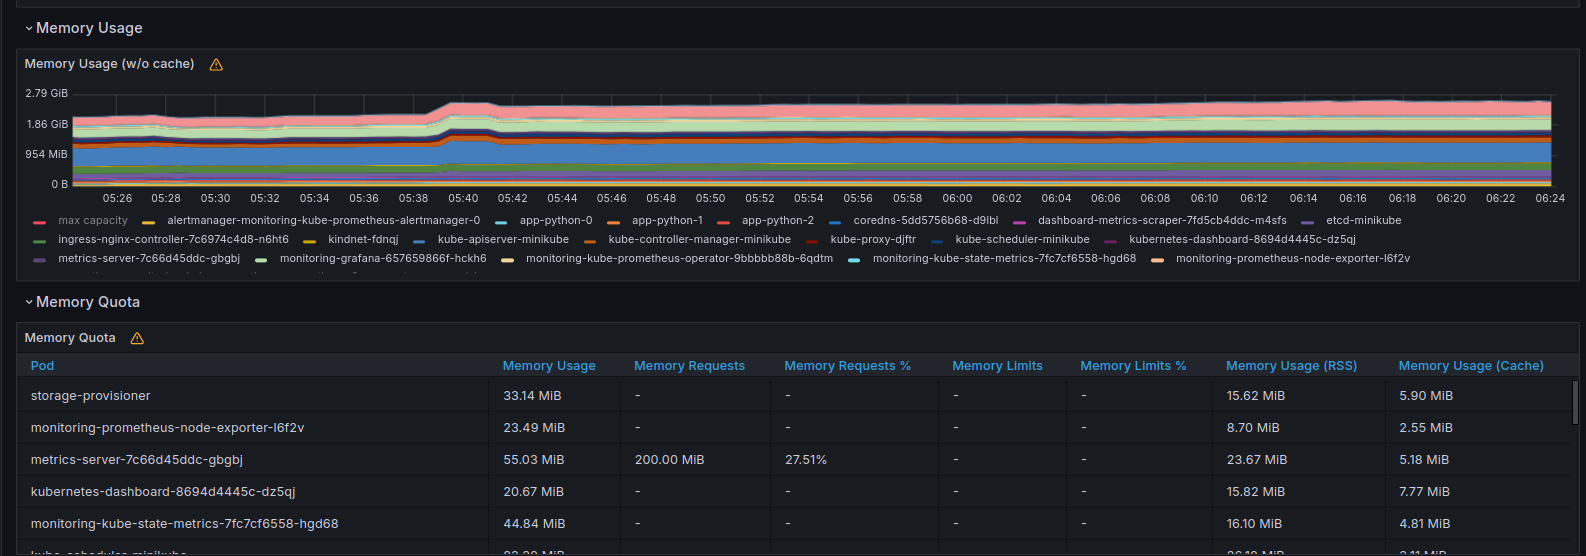 Memory Usage
Memory Usage (w/o cache)
2.79 GiB
1.86 GiB
954 MiB
0 B
05:26 05:28 05:30 05:32 05:34 05:36 05:38 05:40 05:42 05:44 05:46 05:48 05:50 05:52 05:54 05:56 05:58 06:00 06:02 06:04 06:06 06:08 06:10 06:12 06:14 06:16 06:18 06:20 06:22 06:24
max capacity alertmanager-monitoring-kube-prometheus-alertmanager-0 app-python-0 app-python-1 app-python-2 coredns-5dd5756b68-d9lbl dashboard-metrics-scraper-7fd5cb4ddc-m4sfs etcd-minikube
ingress-nginx-controller-7c6974c4d8-n6ht6 kindnet-fdnqj kube-apiserver-minikube kube-controller-manager-minikube kube-proxy-djftr kube-scheduler-minikube kubernetes-dashboard-8694d4445c-dz5qj
metrics-server-7c66d45ddc-gbgbj monitoring-grafana-657659866f-hckh6 monitoring-kube-prometheus-operator-9bbbbb88b-6qdtm monitoring-kube-state-metrics-7fc7cf6558-hgd68 monitoring-prometheus-node-exporter-l6f2v
Memory Quota
Memory Quota
Pod Memory Usage Memory Requests Memory Requests % Memory Limits Memory Limits % Memory Usage (RSS) Memory Usage (Cache)
storage-provisioner 33.14 MiB - - - - 15.62 MiB 5.90 MiB
monitoring-prometheus-node-exporter-l6f2v 23.49 MiB - - - - 8.70 MiB 2.55 MiB
metrics-server-7c66d45ddc-gbgbj 55.03 MiB 200.00 MiB 27.51% - - 23.67 MiB 5.18 MiB
kubernetes-dashboard-8694d4445c-dz5qj 20.67 MiB - - - - 15.82 MiB 7.77 MiB
monitoring-kube-state-metrics-7fc7cf6558-hgd68 44.84 MiB - - - - 16.10 MiB 4.81 MiB
kube-scheduler-minikube